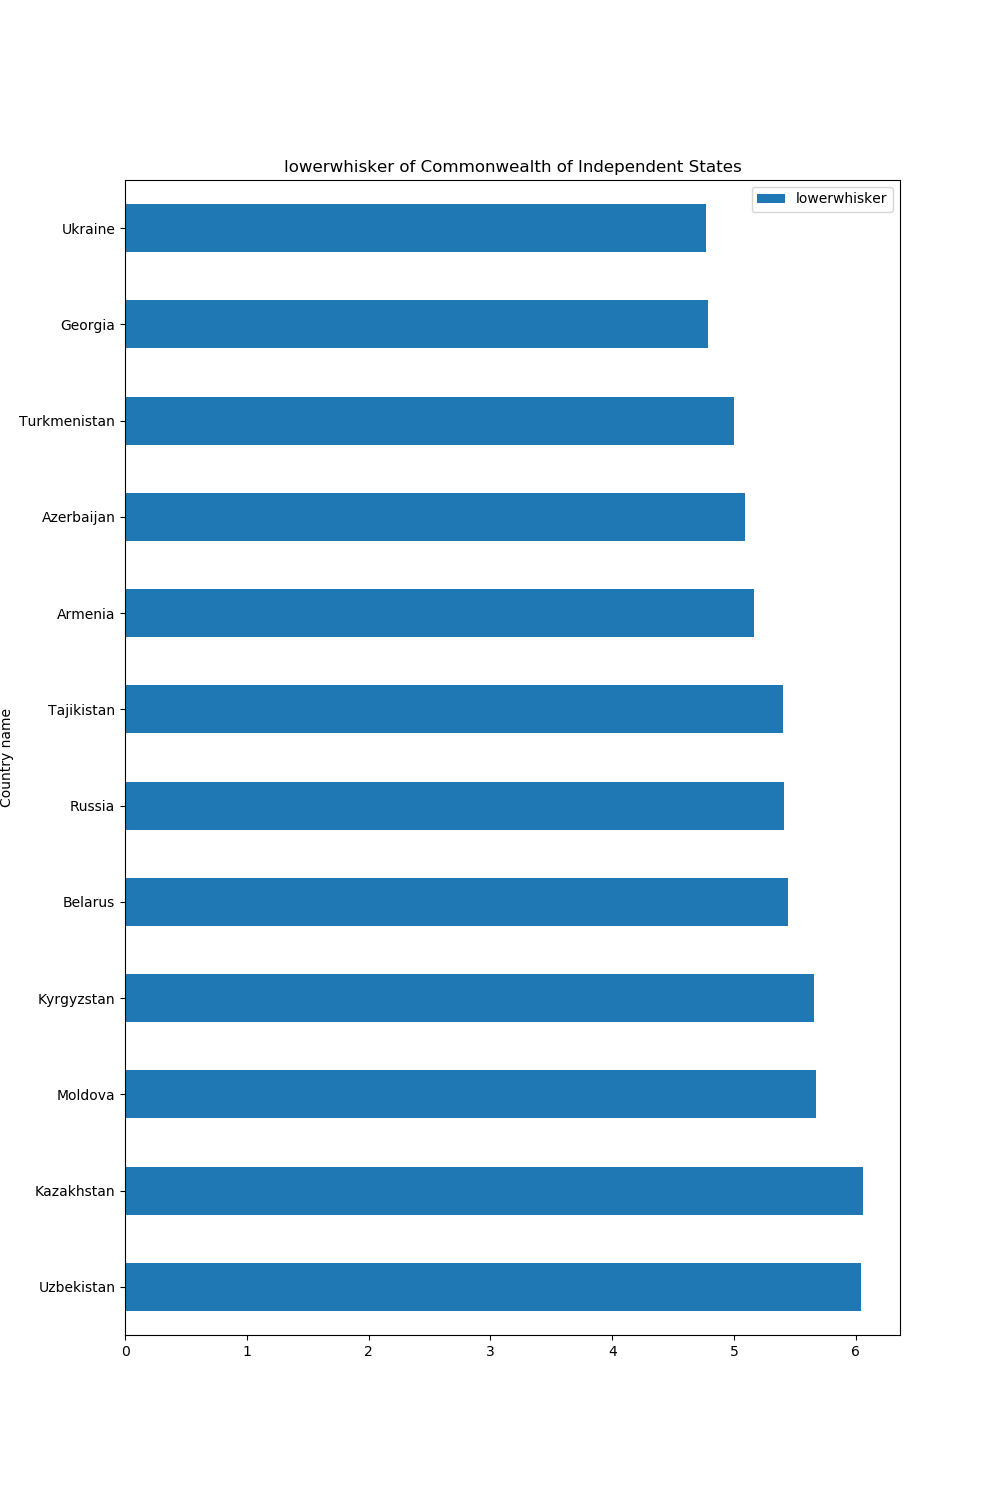 lowerwhisker of Commonwealth of Independent States
lowerwhisker
Country name
Ukraine
Georgia
Turkmenistan
Azerbaijan
Armenia
Tajikistan
Russia
Belarus
Kyrgyzstan
Moldova
Kazakhstan
Uzbekistan
0 1 2 3 4 5 6